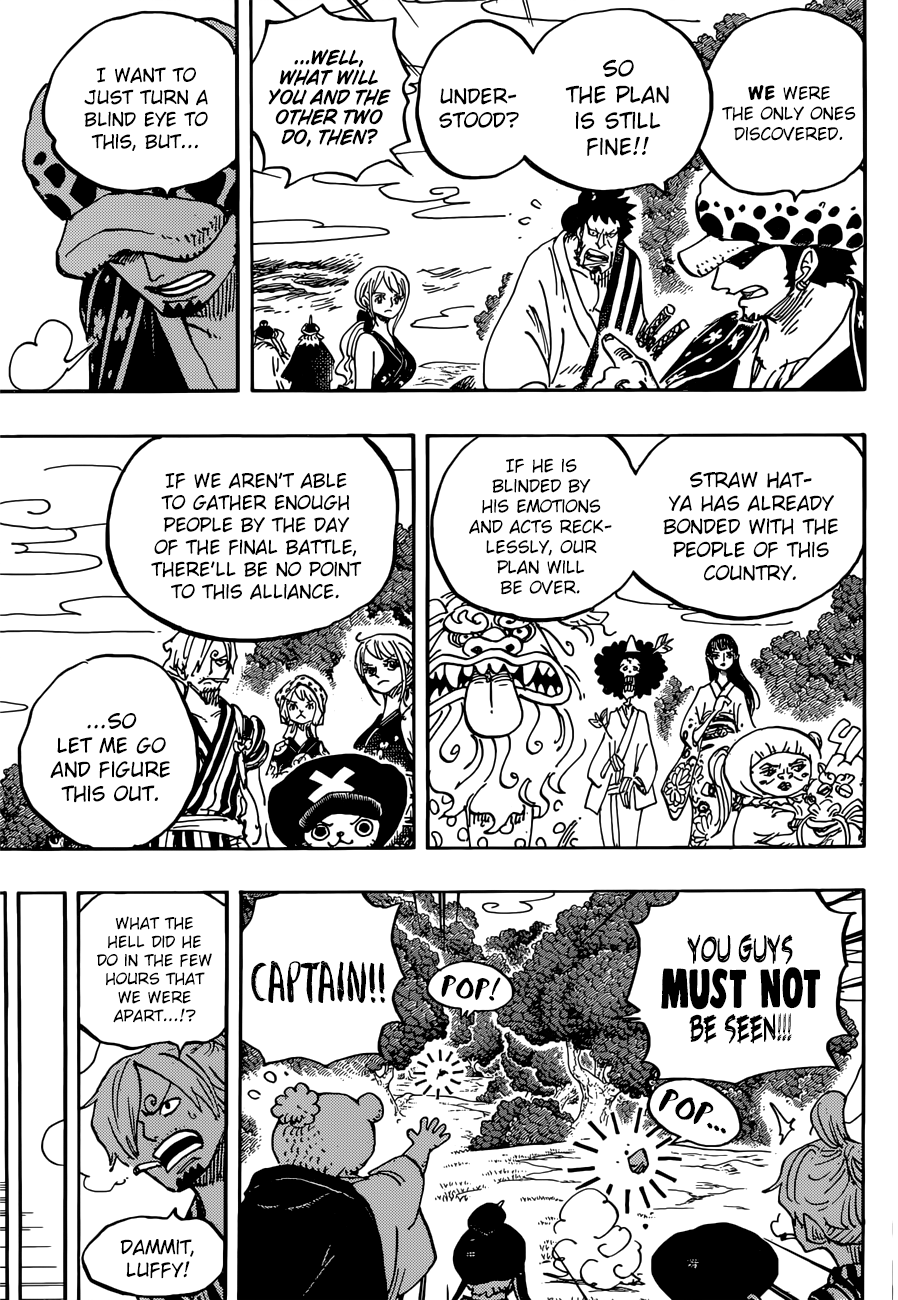 WE WERE
THE ONLY ONES
DISCOVERED.
SO
THE PLAN
IS STILL
FINE!!
UNDER-
STOOD?
...WELL,
WHAT WILL
YOU AND THE
OTHER TWO
DO, THEN?
I WANT TO
JUST TURN A
BLIND EYE TO
THIS, BUT...
STRAW HAT-
YA HAS ALREADY
BONDED WITH THE
PEOPLE OF THIS
COUNTRY.
IF HE IS
BLINDED BY
HIS EMOTIONS
AND ACTS RECK-
LESSLY, OUR
PLAN WILL
BE OVER.
IF WE AREN'T ABLE
TO GATHER ENOUGH
PEOPLE BY THE DAY
OF THE FINAL BATTLE,
THERE'LL BE NO POINT
TO THIS ALLIANCE.
...SO
LET ME GO
AND FIGURE
THIS OUT.
YOU GUYS
MUST NOT
BE SEEN!!!
POP...
POP!
CAPTAIN!!
WHAT THE
HELL DID HE
DO IN THE FEW
HOURS THAT
WE WERE
APART...!?
DAMMIT,
LUFFY!